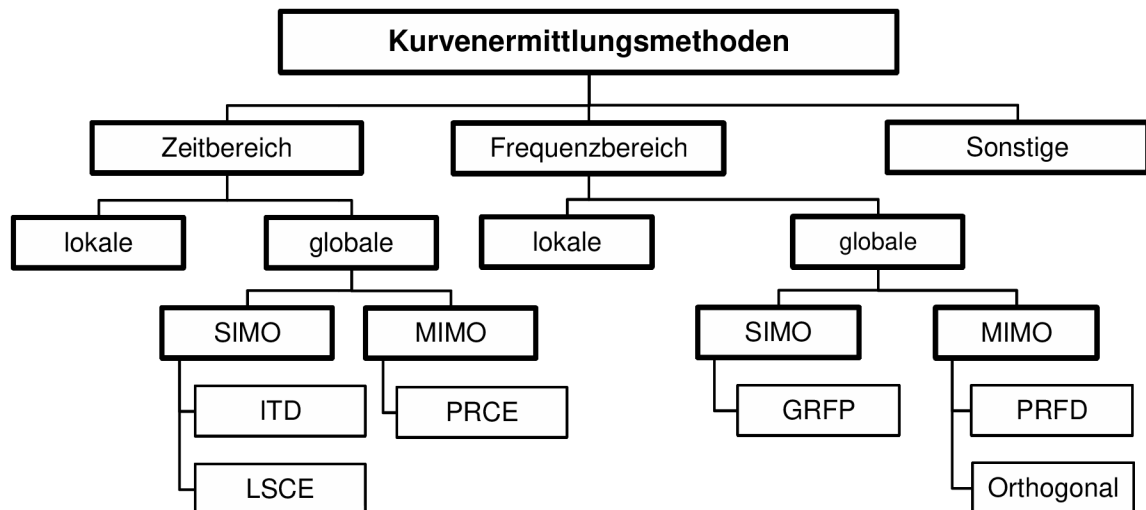 Kurvenermittlungsmethoden
Zeitbereich
Frequenzbereich
Sonstige
lokale
globale
lokale
globale
SIMO
MIMO
SIMO
MIMO
ITD
PRCE
GRFP
PRFD
LSCE
Orthogonal